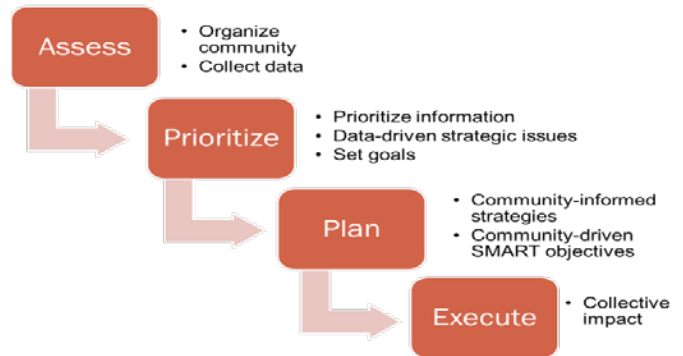 Assess
• Organize
community
• Collect data
Prioritize
• Prioritize information
• Data-driven strategic issues
• Set goals
Plan
• Community-informed
strategies
• Community-driven
SMART objectives
Execute
• Collective
impact